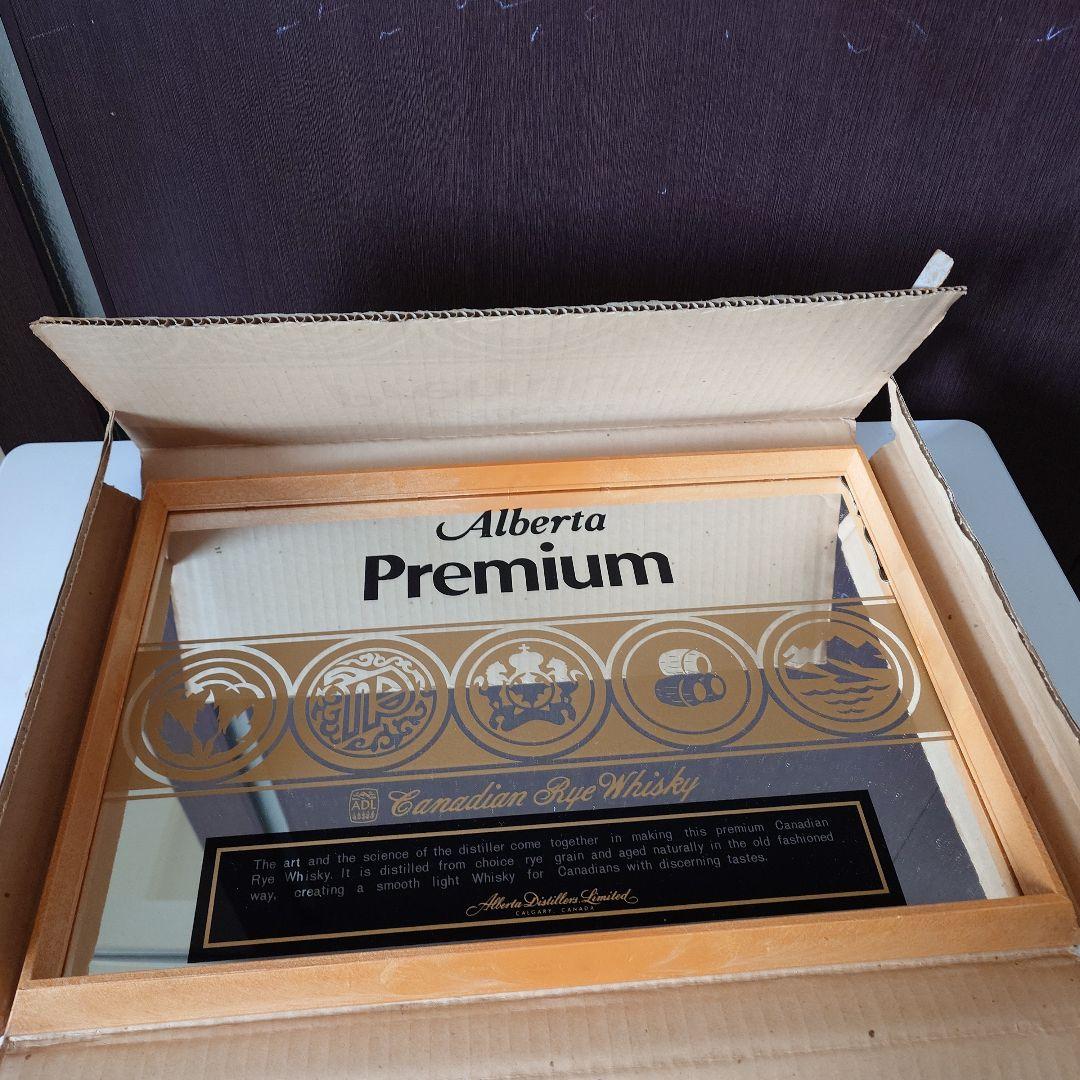 Alberta
Premium
ADL
Canadian Rye Whisky
The art and the science of the distiller come together in making this premium Canadian
Rye Whisky. It is distilled from choice rye grain and aged naturally in the old fashioned
way, creating a smooth light Whisky for Canadians with discerning tastes.
Alberta Distillers Limited
CALGARY, CANADA